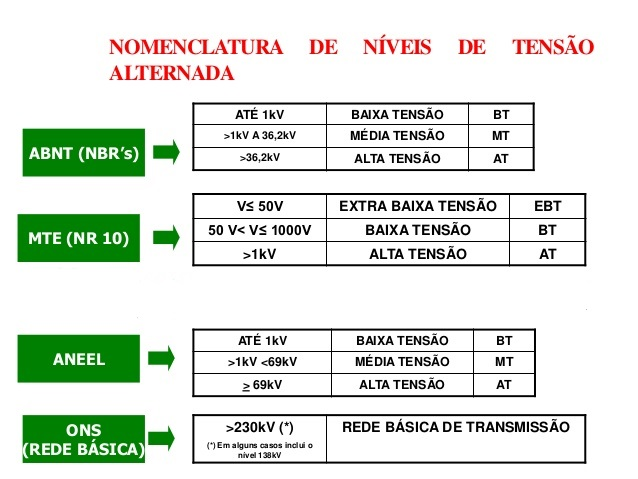 NOMENCLATURA DE NÍVEIS DE TENSÃO
ALTERNADA
ABNT (NBR's)
ATÉ 1kV BAIXA TENSÃO BT
>1kV A 36,2kV MÉDIA TENSÃO MT
>36,2kV ALTA TENSÃO AT
MTE (NR 10)
V≤ 50V EXTRA BAIXA TENSÃO EBT
50 V< V≤ 1000V BAIXA TENSÃO BT
>1kV ALTA TENSÃO AT
ANEEL
ATÉ 1kV BAIXA TENSÃO BT
>1kV <69kV MÉDIA TENSÃO MT
≥ 69kV ALTA TENSÃO AT
ONS
(REDE BÁSICA)
>230kV (*) REDE BÁSICA DE TRANSMISSÃO
(*) Em alguns casos inclui o
nível 138kV